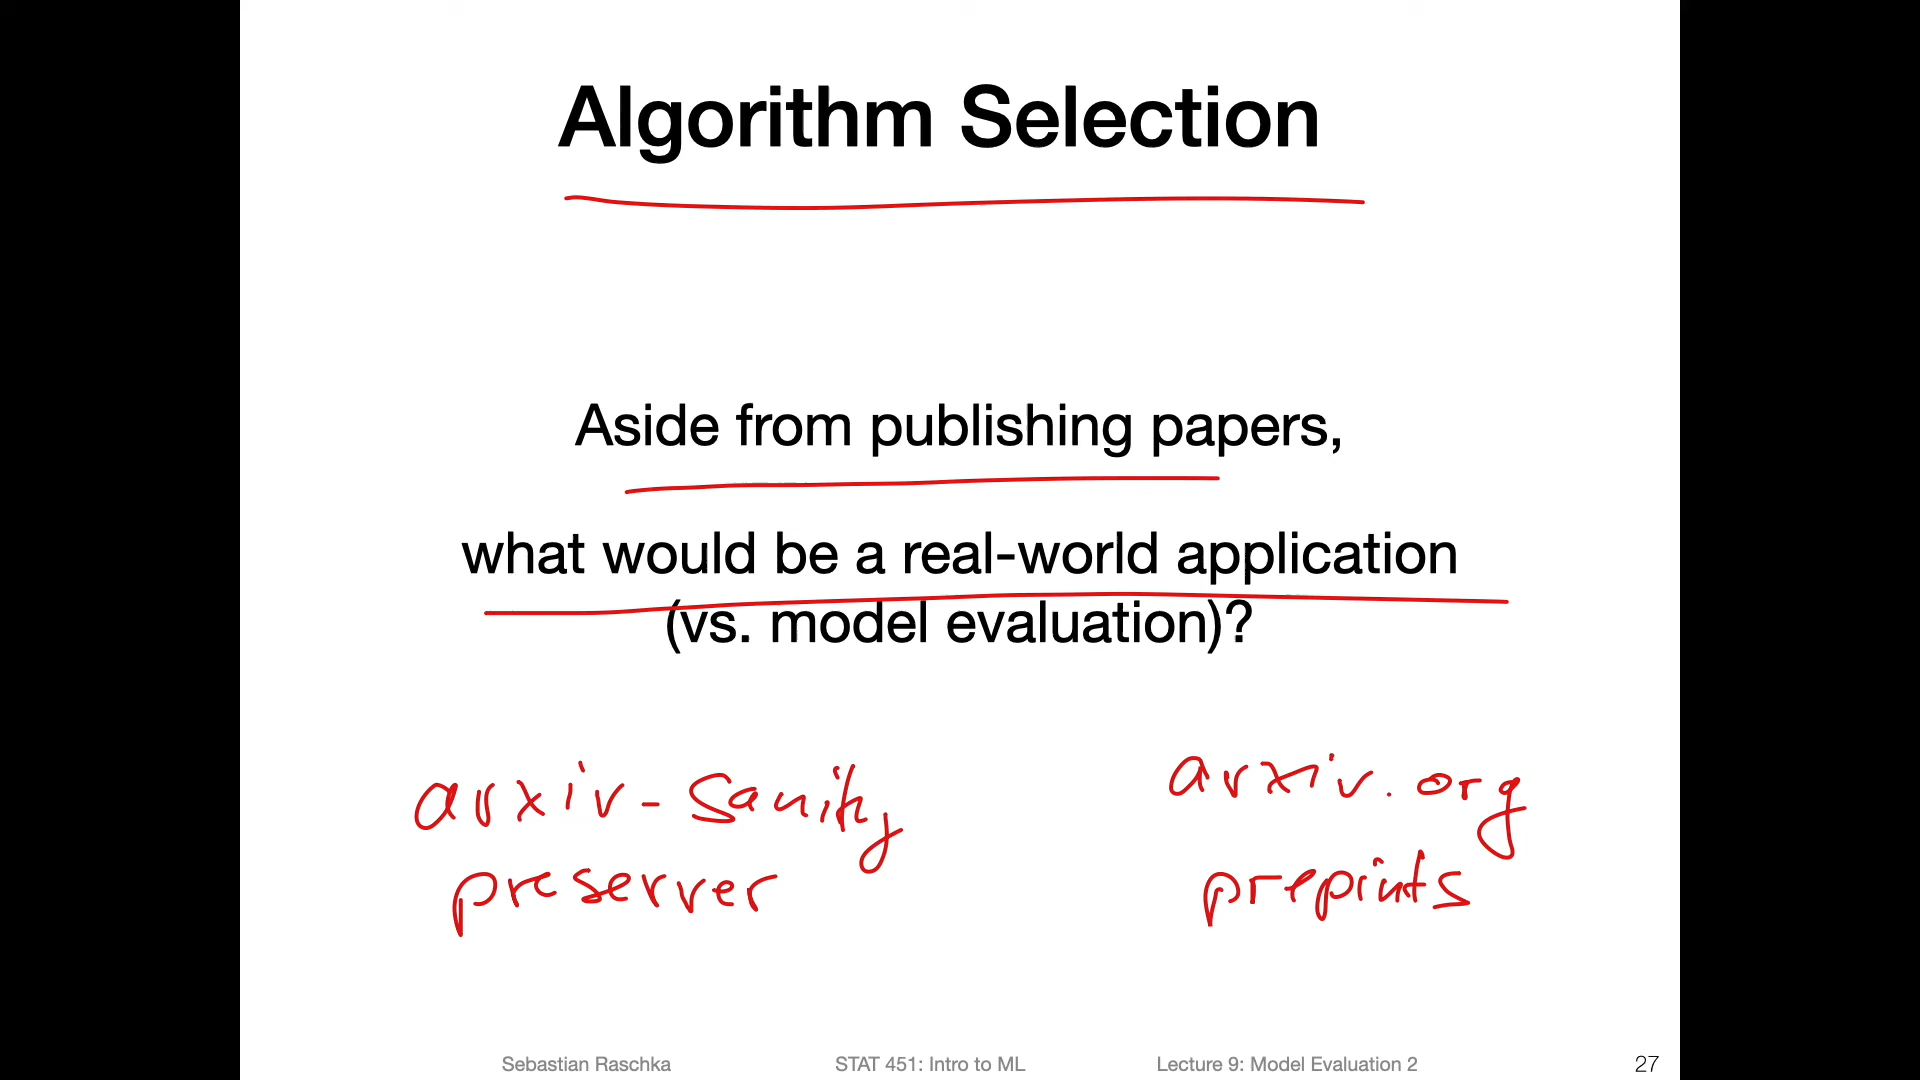 Algorithm Selection
Aside from publishing papers,
what would be a real-world application
(vs. model evaluation)?
arxiv-sanity
preserver
arxiv.org
preprints
Sebastian Raschka
STAT 451: Intro to ML
Lecture 9: Model Evaluation 2
27